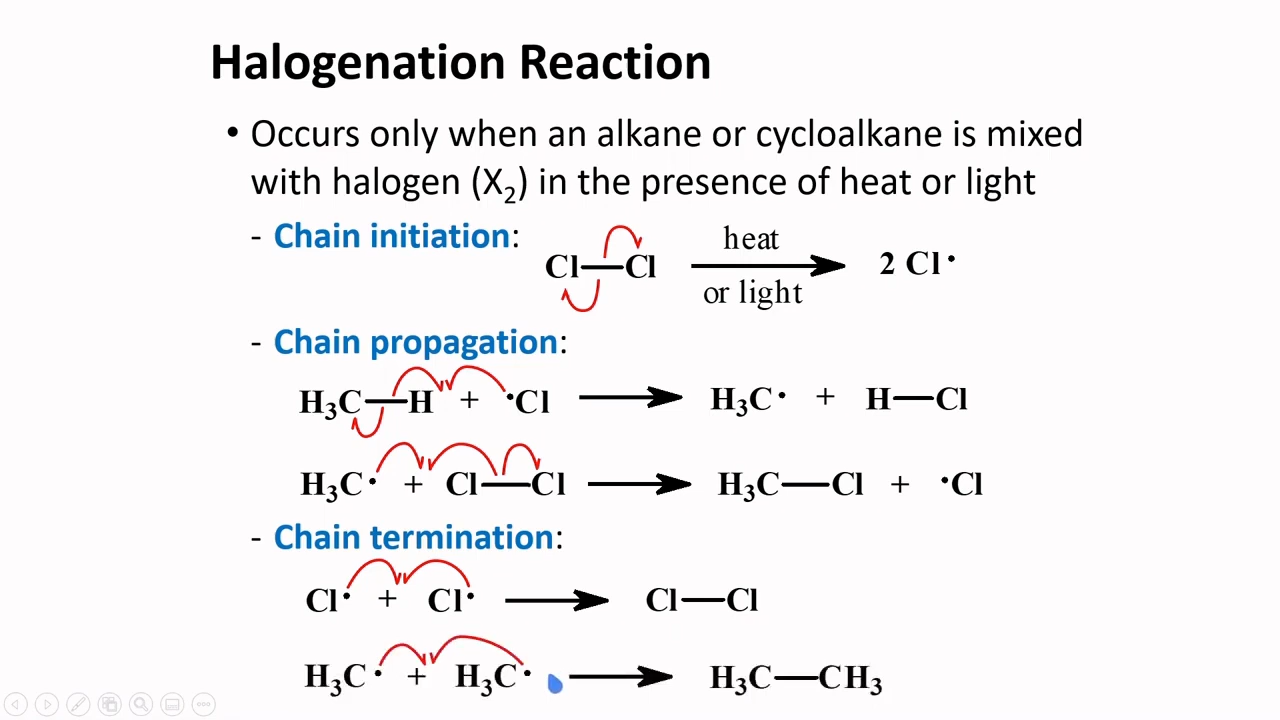 Halogenation Reaction
• Occurs only when an alkane or cycloalkane is mixed
with halogen (X₂) in the presence of heat or light
- Chain initiation:
Cl—Cl heat or light 2 Cl•
- Chain propagation:
H₃C—H + •Cl H₃C• + H—Cl
H₃C• + Cl—Cl H₃C—Cl + •Cl
- Chain termination:
Cl• + Cl• Cl—Cl
H₃C• + H₃C• H₃C—CH₃